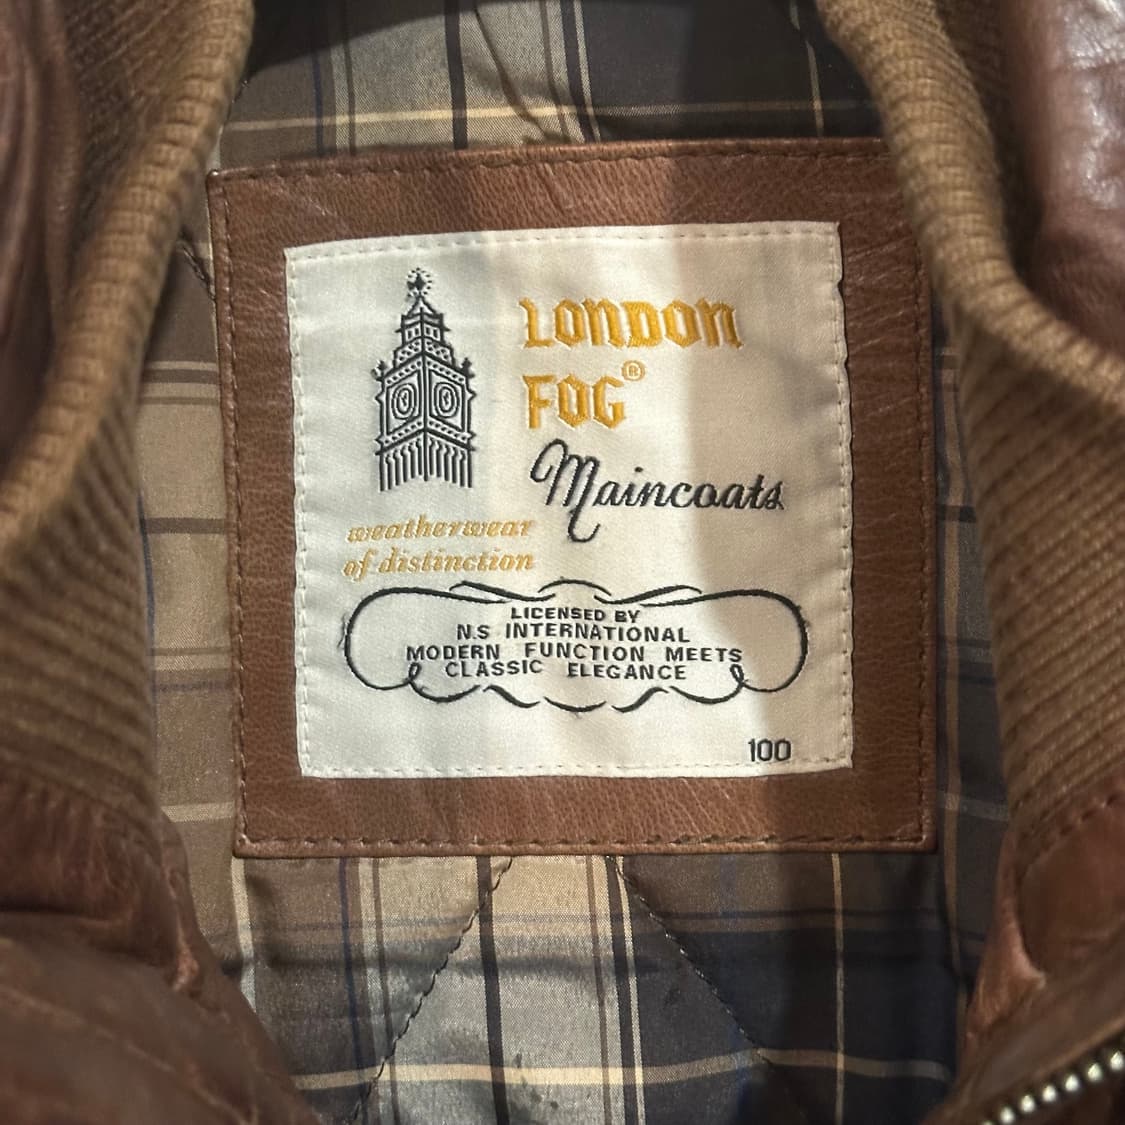 LONDON
FOG®
Maincoats
weatherwear
of distinction
LICENSED BY
N.S INTERNATIONAL
MODERN FUNCTION MEETS
CLASSIC ELEGANCE
100